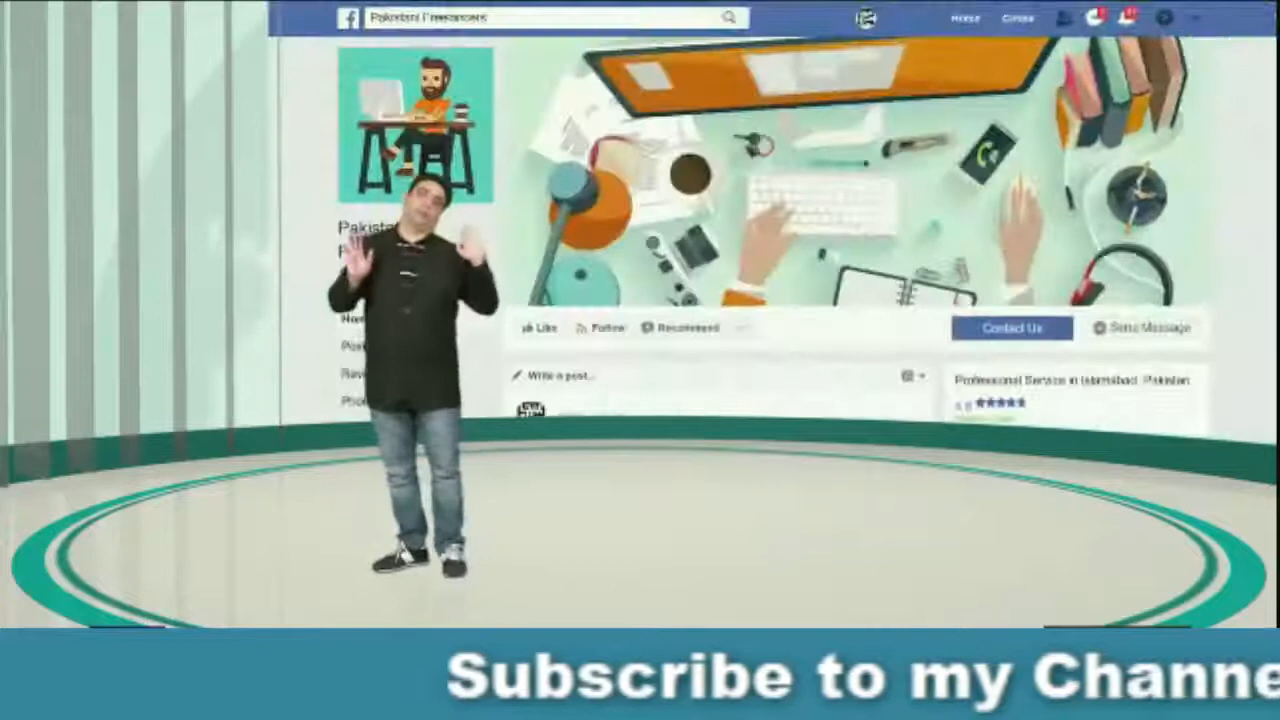 Pakistani Freelancers
Home
Create
Like
Follow
Recommend
Contact Us
Send Message
Write a post...
Professional Service in Islamabad, Pakistan
Subscribe to my Channe